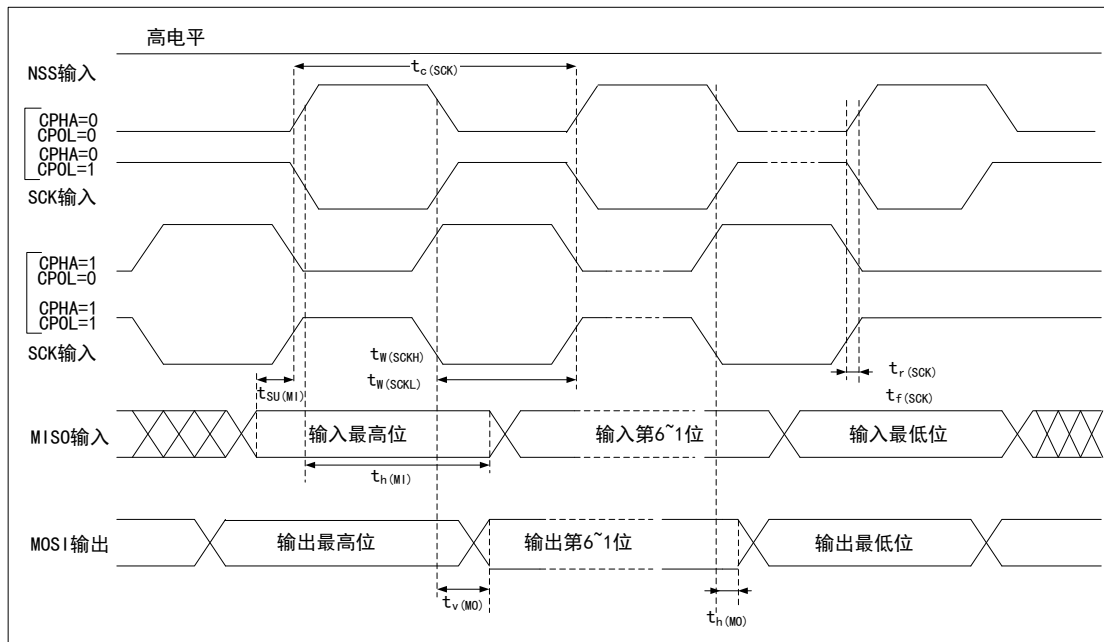 高电平
NSS输入
tc(SCK)
CPHA=0
CPOL=0
CPHA=0
CPOL=1
SCK输入
CPHA=1
CPOL=0
CPHA=1
CPOL=1
SCK输入
tW(SCKH)
tW(SCKL)
tr(SCK)
tf(SCK)
tSU(MI)
MISO输入
输入最高位
输入第6~1位
输入最低位
th(MI)
MOSI输出
输出最高位
输出第6~1位
输出最低位
tv(MO)
th(MO)